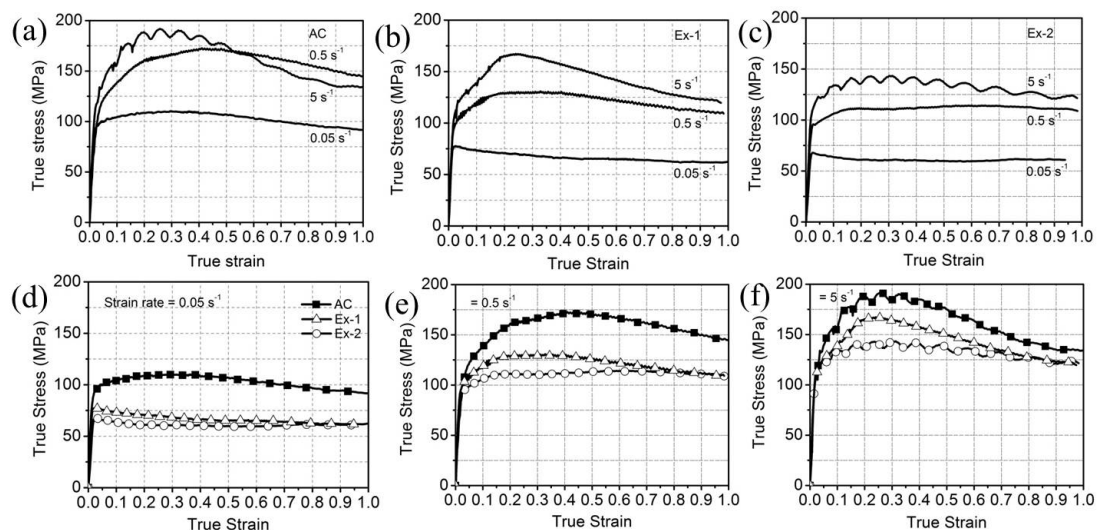 (a)
200
150
100
50
0
True stress (MPa)
AC
0.5 s⁻¹
5 s⁻¹
0.05 s⁻¹
0.0 0.1 0.2 0.3 0.4 0.5 0.6 0.7 0.8 0.9 1.0
True strain
(b)
200
150
100
50
0
True Stress (MPa)
Ex-1
5 s⁻¹
0.5 s⁻¹
0.05 s⁻¹
0.0 0.1 0.2 0.3 0.4 0.5 0.6 0.7 0.8 0.9 1.0
True Strain
(c)
200
150
100
50
0
True Stress (MPa)
Ex-2
5 s⁻¹
0.5 s⁻¹
0.05 s⁻¹
0.0 0.1 0.2 0.3 0.4 0.5 0.6 0.7 0.8 0.9 1.0
True Strain
(d)
200
150
100
50
0
True Stress (MPa)
Strain rate = 0.05 s⁻¹
AC
Ex-1
Ex-2
0.0 0.1 0.2 0.3 0.4 0.5 0.6 0.7 0.8 0.9 1.0
True Strain
(e)
200
150
100
50
0
True Stress (MPa)
= 0.5 s⁻¹
0.0 0.1 0.2 0.3 0.4 0.5 0.6 0.7 0.8 0.9 1.0
True Strain
(f)
200
150
100
50
0
True Stress (MPa)
= 5 s⁻¹
0.0 0.1 0.2 0.3 0.4 0.5 0.6 0.7 0.8 0.9 1.0
True Strain